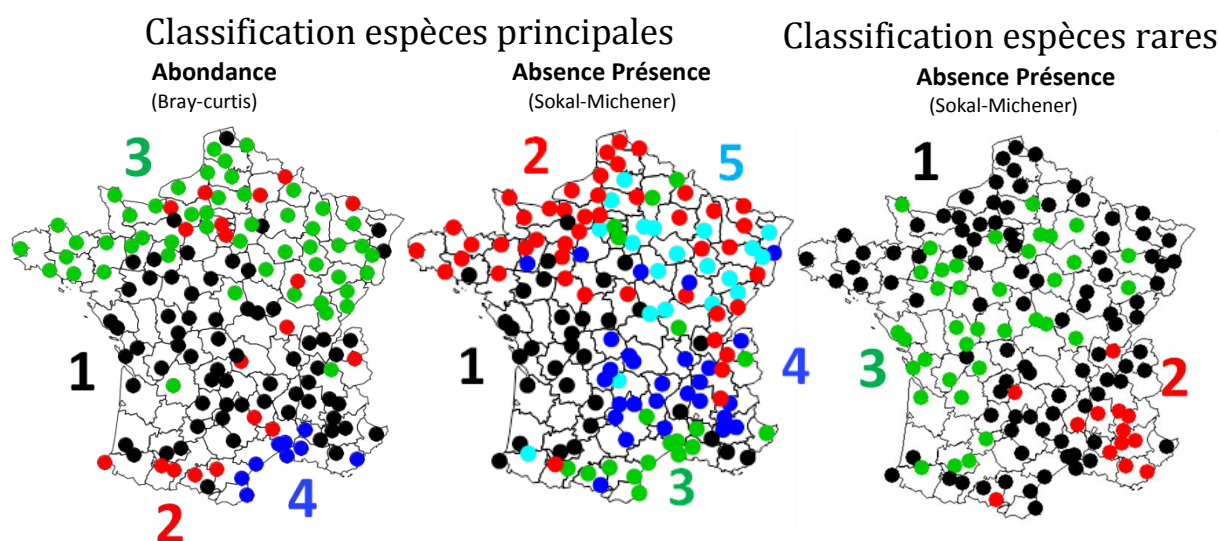 Classification espèces principales
Classification espèces rares
Abondance
(Bray-curtis)
Absence Présence
(Sokal-Michener)
Absence Présence
(Sokal-Michener)
3
1
2
4
2
5
1
4
3
1
3
2